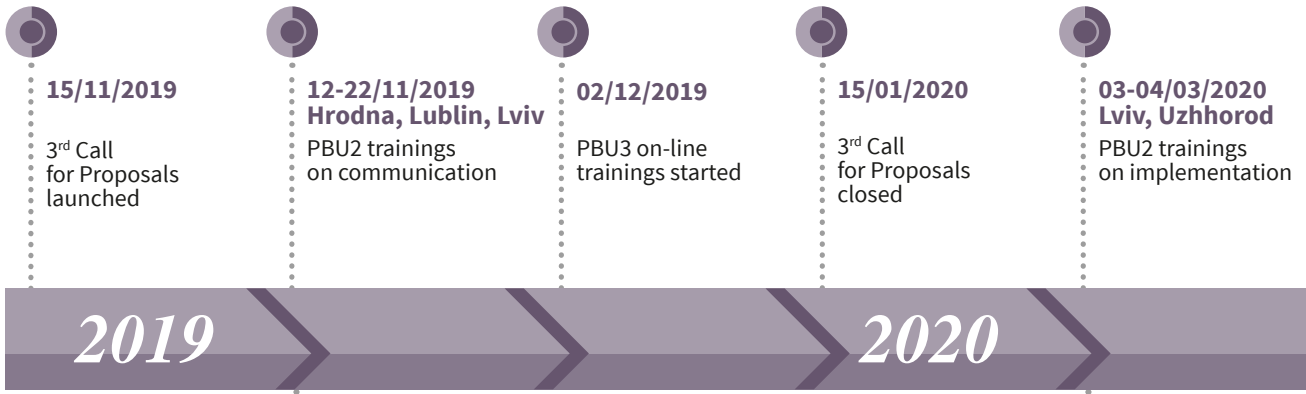 15/11/2019
3rd Call
for Proposals
launched
12-22/11/2019
Hrodna, Lublin, Lviv
PBU2 trainings
on communication
02/12/2019
PBU3 on-line
trainings started
15/01/2020
3rd Call
for Proposals
closed
03-04/03/2020
Lviv, Uzhhorod
PBU2 trainings
on implementation
2019
2020